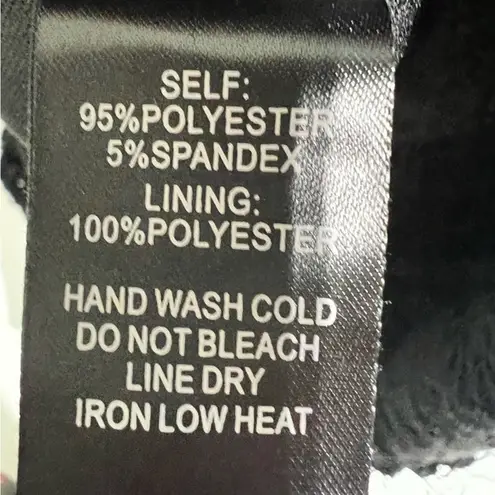 SELF:
95%POLYESTER
5%SPANDEX
LINING:
100%POLYESTER
HAND WASH COLD
DO NOT BLEACH
LINE DRY
IRON LOW HEAT